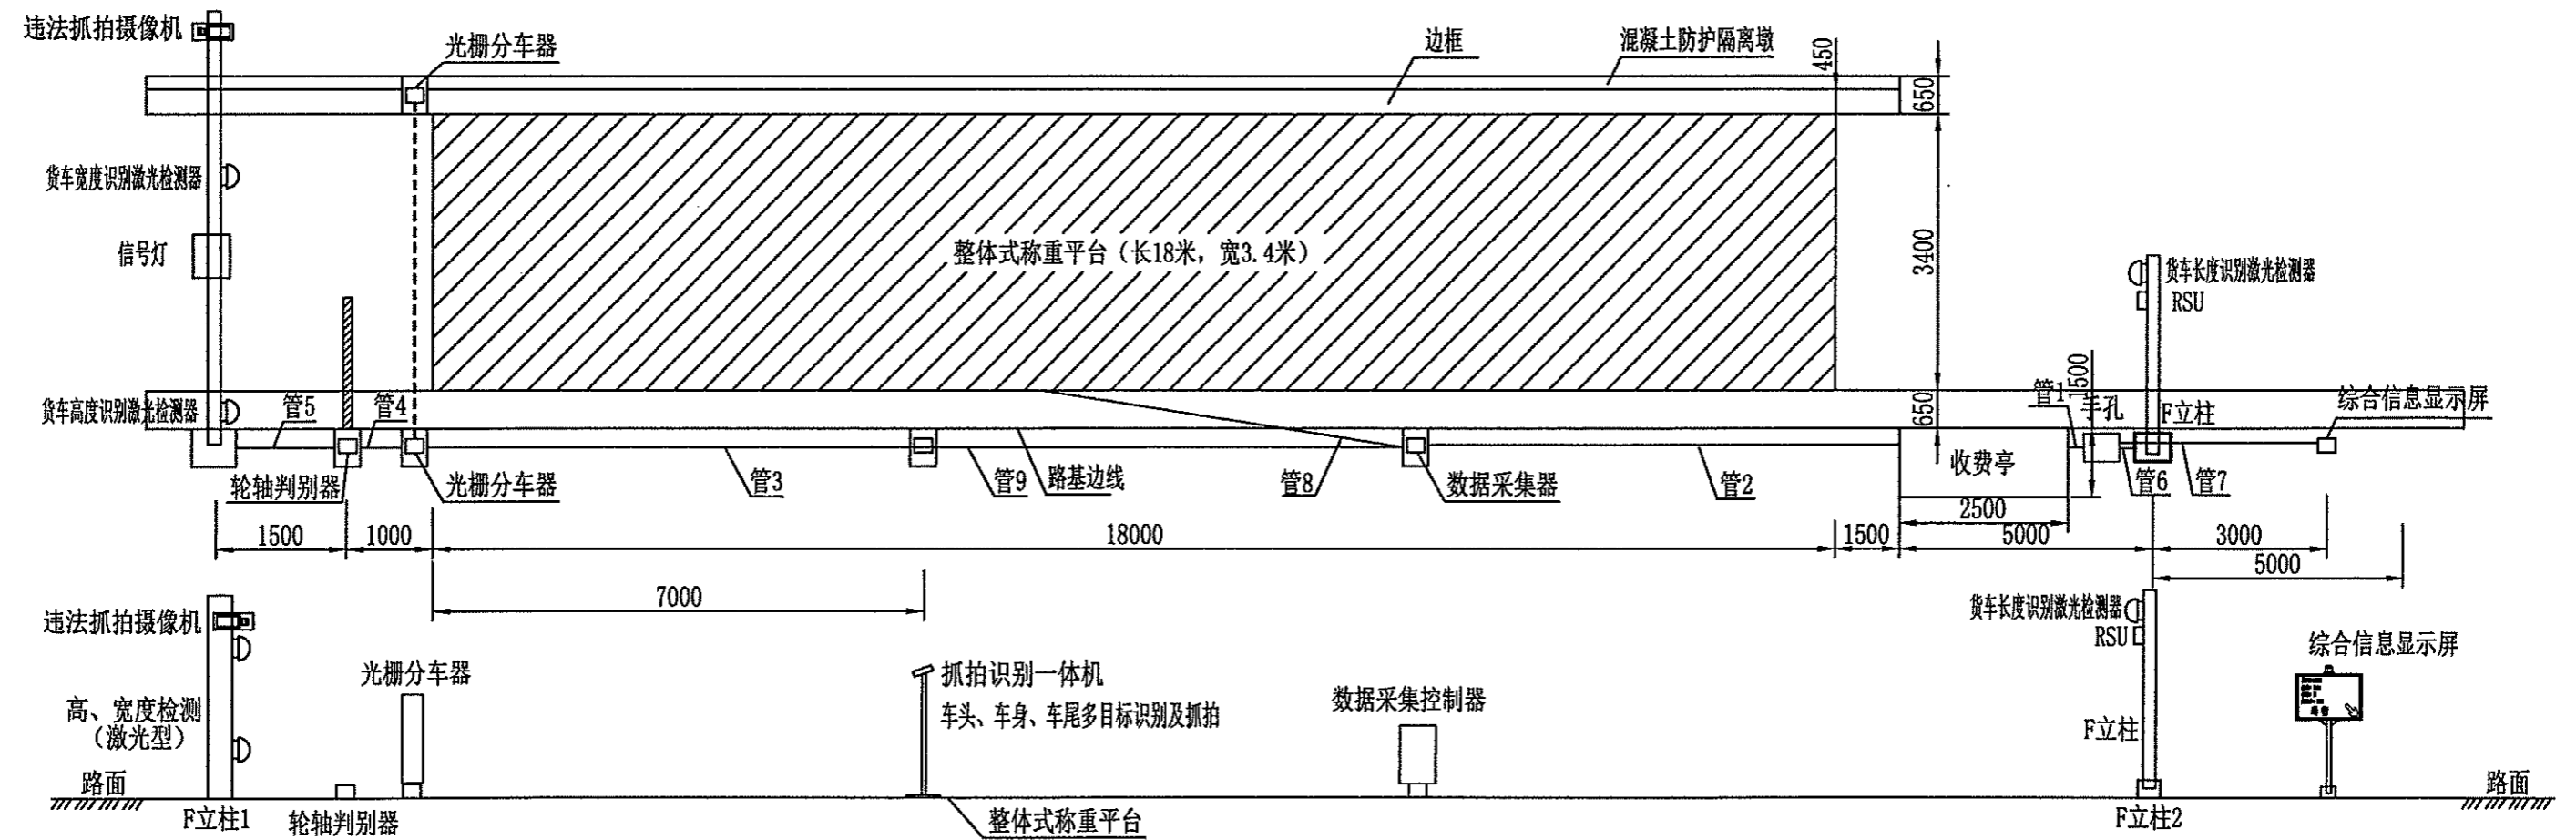 违法抓拍摄像机
光栅分车器
边框
混凝土防护隔离墩
450
650
货车宽度识别激光检测器
信号灯
整体式称重平台（长18米，宽3.4米）
3400
货车长度识别激光检测器
RSU
货车高度识别激光检测器
管5
管4
650
管1
1500
手孔
F立柱
综合信息显示屏
轮轴判别器
光栅分车器
管3
管9
路基边线
管8
数据采集器
管2
收费亭
管6
管7
1500
1000
18000
1500
2500
5000
3000
5000
7000
违法抓拍摄像机
高、宽度检测
（激光型）
光栅分车器
抓拍识别一体机
车头、车身、车尾多目标识别及抓拍
数据采集控制器
货车长度识别激光检测器
RSU
F立柱
综合信息显示屏
路面
路面
F立柱1
轮轴判别器
整体式称重平台
F立柱2